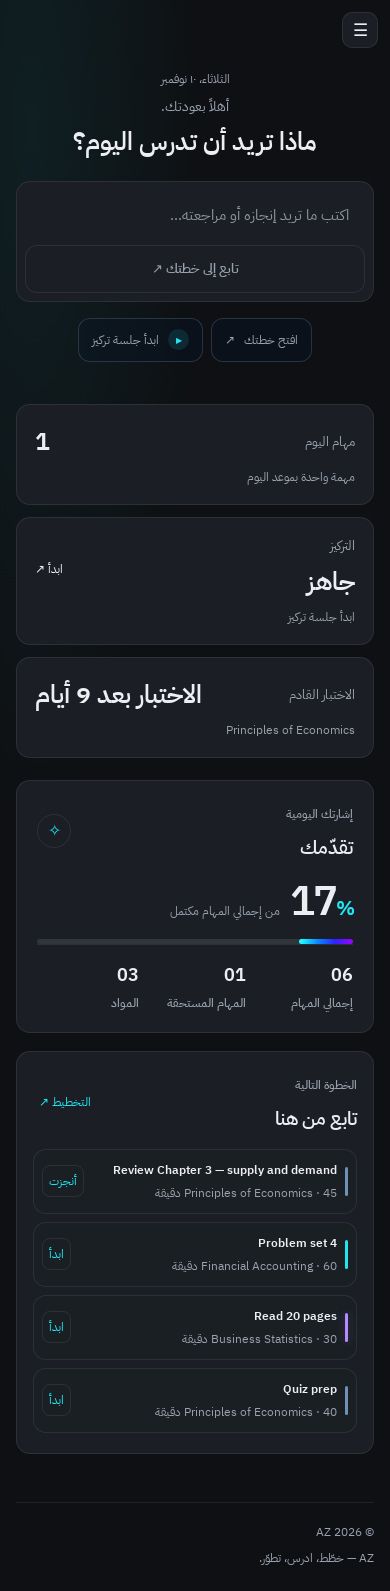 الثلاثاء، ١٠ نوفمبر
أهلاً بعودتك.
ماذا تريد أن تدرس اليوم؟
اكتب ما تريد إنجازه أو مراجعته...
تابع إلى خطتك ↗
افتح خطتك ↗
ابدأ جلسة تركيز
مهام اليوم
1
مهمة واحدة بموعد اليوم
التركيز
جاهز
ابدأ جلسة تركيز
ابدأ ↗
الاختبار القادم
الاختبار بعد 9 أيام
Principles of Economics
إشارتك اليومية
تقدّمك
17%
من إجمالي المهام مكتمل
06
إجمالي المهام
01
المهام المستحقة
03
المواد
الخطوة التالية
تابع من هنا
التخطيط ↗
Review Chapter 3 — supply and demand
Principles of Economics · 45 دقيقة
أنجزت
Problem set 4
Financial Accounting · 60 دقيقة
ابدأ
Read 20 pages
Business Statistics · 30 دقيقة
ابدأ
Quiz prep
Principles of Economics · 40 دقيقة
ابدأ
© 2026 AZ
AZ — خطّط، ادرس، تطوّر.